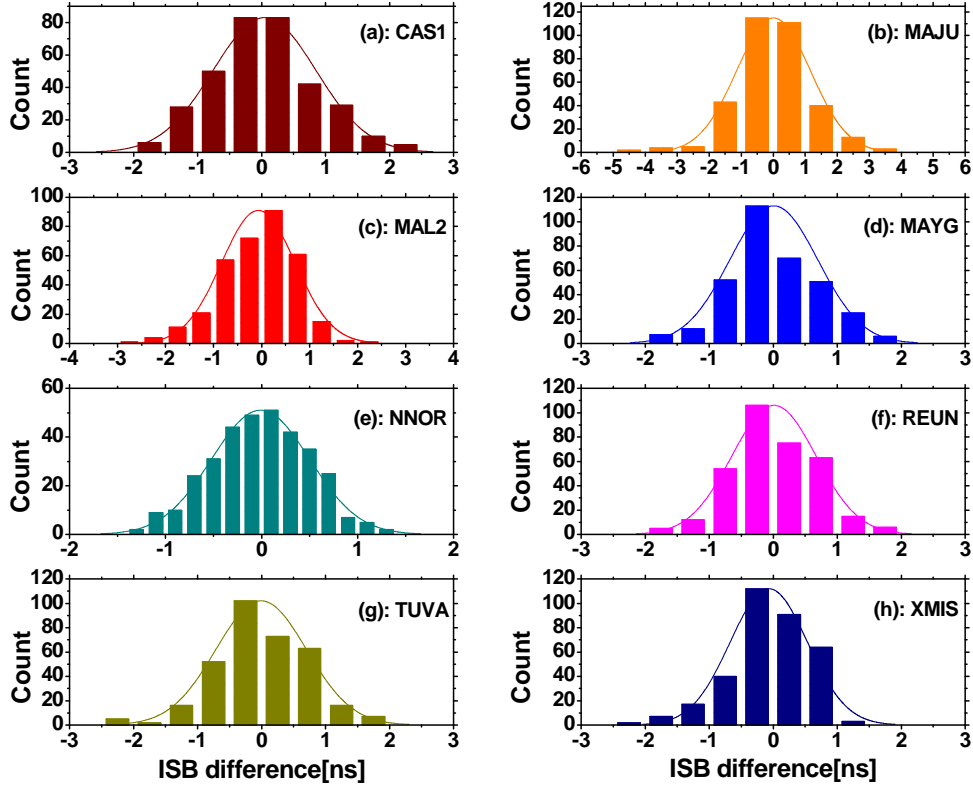 (a): CAS1
Count
80
60
40
20
0
-3 -2 -1 0 1 2 3
(b): MAJU
Count
120
100
80
60
40
20
0
-6 -5 -4 -3 -2 -1 0 1 2 3 4 5 6
(c): MAL2
Count
100
80
60
40
20
0
-4 -3 -2 -1 0 1 2 3 4
(d): MAYG
Count
120
100
80
60
40
20
0
-3 -2 -1 0 1 2 3
(e): NNOR
Count
60
40
20
0
-2 -1 0 1 2
(f): REUN
Count
120
100
80
60
40
20
0
-3 -2 -1 0 1 2 3
(g): TUVA
Count
120
100
80
60
40
20
0
-3 -2 -1 0 1 2 3
ISB difference[ns]
(h): XMIS
Count
120
100
80
60
40
20
0
-3 -2 -1 0 1 2 3
ISB difference[ns]